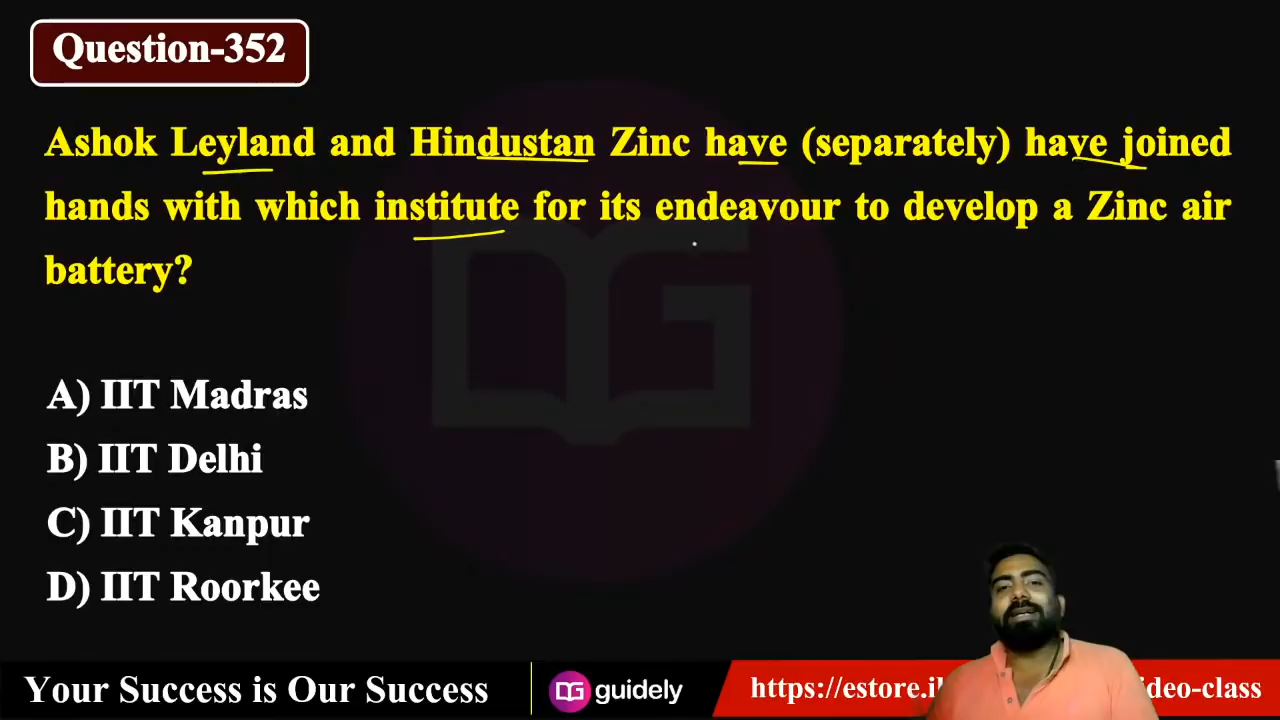 Question-352
Ashok Leyland and Hindustan Zinc have (separately) have joined
hands with which institute for its endeavour to develop a Zinc air
battery?
A) IIT Madras
B) IIT Delhi
C) IIT Kanpur
D) IIT Roorkee
Your Success is Our Success
guidely
https://estore.i
ideo-class